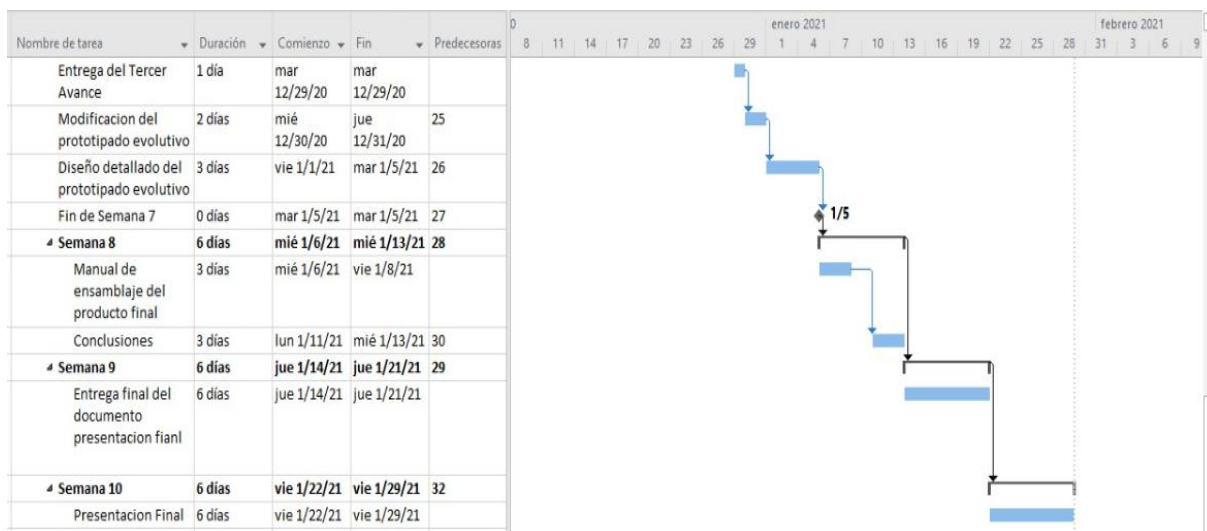 0 enero 2021 febrero 2021
Nombre de tarea Duración Comienzo Fin Predecesoras 8 11 14 17 20 23 26 29 1 4 7 10 13 16 19 22 25 28 31 3 6 9
Entrega del Tercer 1 día mar mar
Avance 12/29/20 12/29/20
Modificacion del 2 días mié jue 25
prototipado evolutivo 12/30/20 12/31/20
Diseño detallado del 3 días vie 1/1/21 mar 1/5/21 26
prototipado evolutivo
Fin de Semana 7 0 días mar 1/5/21 mar 1/5/21 27 1/5
Semana 8 6 días mié 1/6/21 mié 1/13/21 28
Manual de 3 días mié 1/6/21 vie 1/8/21
ensamblaje del
producto final
Conclusiones 3 días lun 1/11/21 mié 1/13/21 30
Semana 9 6 días jue 1/14/21 jue 1/21/21 29
Entrega final del 6 días jue 1/14/21 jue 1/21/21
documento
presentacion fianl
Semana 10 6 días vie 1/22/21 vie 1/29/21 32
Presentacion Final 6 días vie 1/22/21 vie 1/29/21